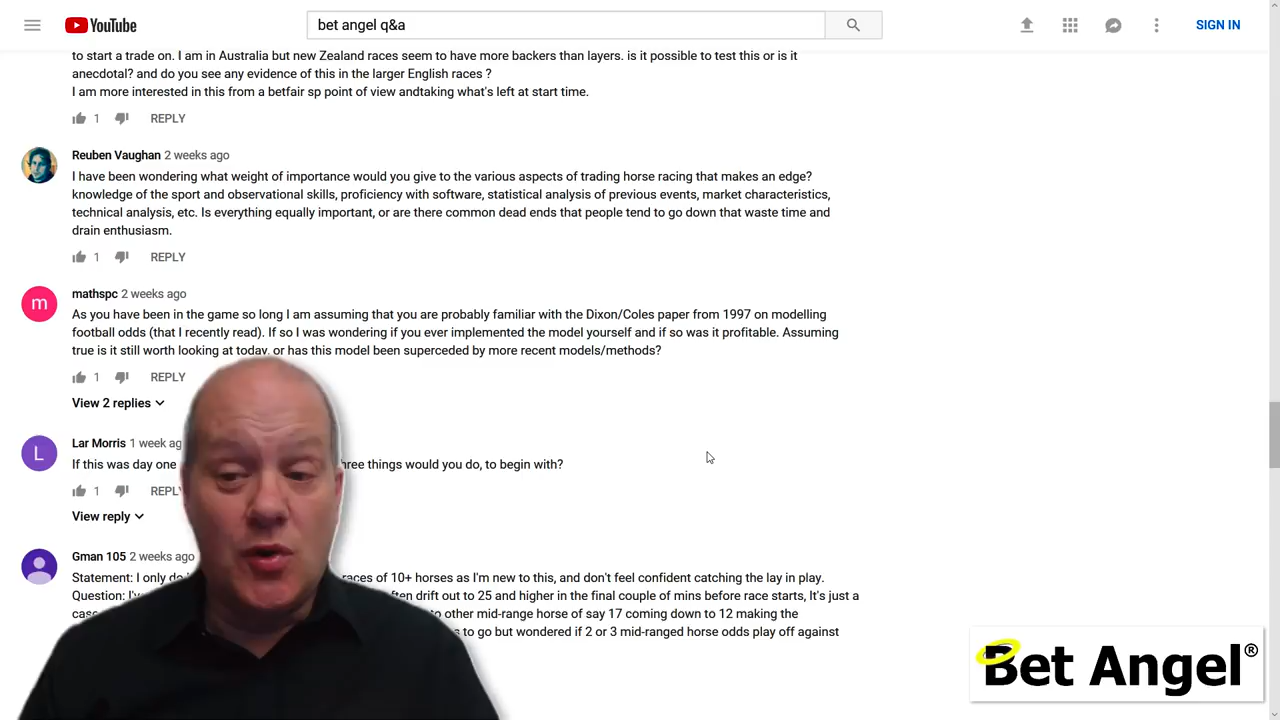 YouTube
bet angel q&a
SIGN IN
to start a trade on. I am in Australia but new Zealand races seem to have more backers than layers. is it possible to test this or is it
anecdotal? and do you see any evidence of this in the larger English races ?
I am more interested in this from a betfair sp point of view andtaking what's left at start time.
1 REPLY
Reuben Vaughan 2 weeks ago
I have been wondering what weight of importance would you give to the various aspects of trading horse racing that makes an edge?
knowledge of the sport and observational skills, proficiency with software, statistical analysis of previous events, market characteristics,
technical analysis, etc. Is everything equally important, or are there common dead ends that people tend to go down that waste time and
drain enthusiasm.
1 REPLY
m
mathspc 2 weeks ago
As you have been in the game so long I am assuming that you are probably familiar with the Dixon/Coles paper from 1997 on modelling
football odds (that I recently read). If so I was wondering if you ever implemented the model yourself and if so was it profitable. Assuming
true is it still worth looking at today, or has this model been superceded by more recent models/methods?
1 REPLY
View 2 replies
L
Lar Morris 1 week ag
If this was day one hree things would you do, to begin with?
1 REPLY
View reply
Gman 105 2 weeks ago
Statement: I only do races of 10+ horses as I'm new to this, and don't feel confident catching the lay in play.
Question: I'v ften drift out to 25 and higher in the final couple of mins before race starts, It's just a
case to other mid-range horse of say 17 coming down to 12 making the
s to go but wondered if 2 or 3 mid-ranged horse odds play off against
Bet Angel®